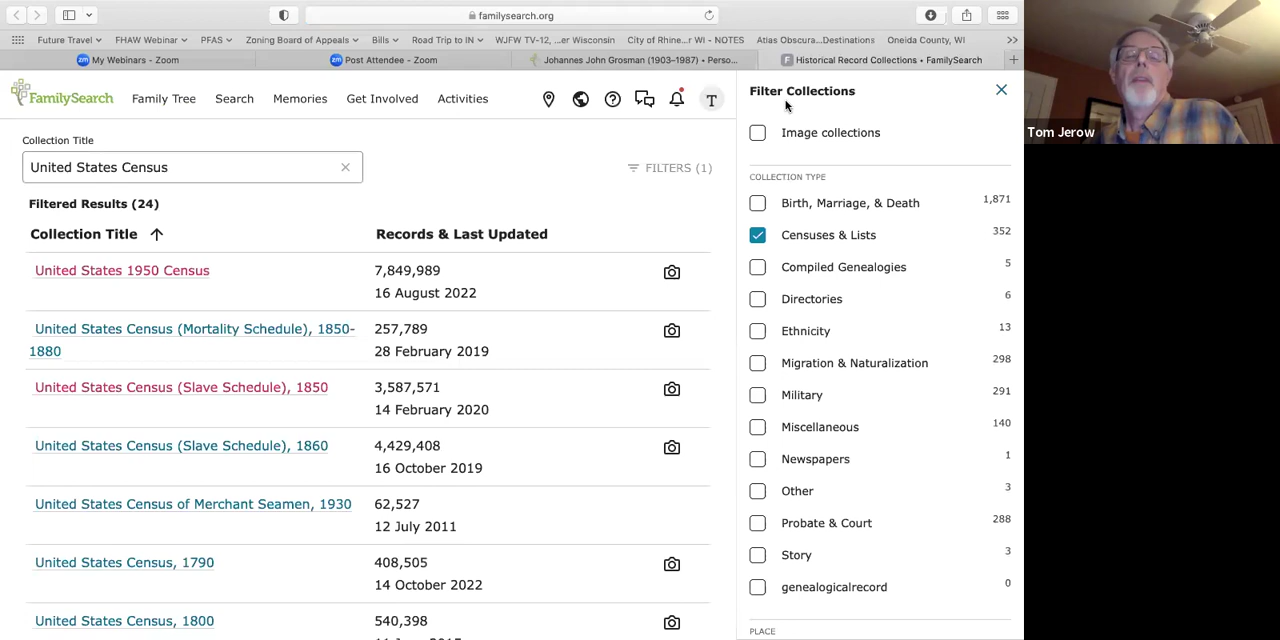 familysearch.org
Future Travel FHAW Webinar PFAS Zoning Board of Appeals Bills Road Trip to IN WJFW TV-12, ...er Wisconsin City of Rhine...r WI - NOTES Atlas Obscura...Destinations Oneida County, WI >>
zm My Webinars - Zoom
zm Post Attendee - Zoom
Johannes John Grosman (1903–1987) • Perso...
F Historical Record Collections • FamilySearch
FamilySearch
Family Tree Search Memories Get Involved Activities
T
Collection Title
United States Census
FILTERS (1)
Filtered Results (24)
Collection Title Records & Last Updated
United States 1950 Census 7,849,989
16 August 2022
United States Census (Mortality Schedule), 1850-
1880
257,789
28 February 2019
United States Census (Slave Schedule), 1850 3,587,571
14 February 2020
United States Census (Slave Schedule), 1860 4,429,408
16 October 2019
United States Census of Merchant Seamen, 1930 62,527
12 July 2011
United States Census, 1790 408,505
14 October 2022
United States Census, 1800 540,398
Filter Collections
Image collections
COLLECTION TYPE
Birth, Marriage, & Death 1,871
Censuses & Lists 352
Compiled Genealogies 5
Directories 6
Ethnicity 13
Migration & Naturalization 298
Military 291
Miscellaneous 140
Newspapers 1
Other 3
Probate & Court 288
Story 3
genealogicalrecord 0
PLACE
Tom Jerow